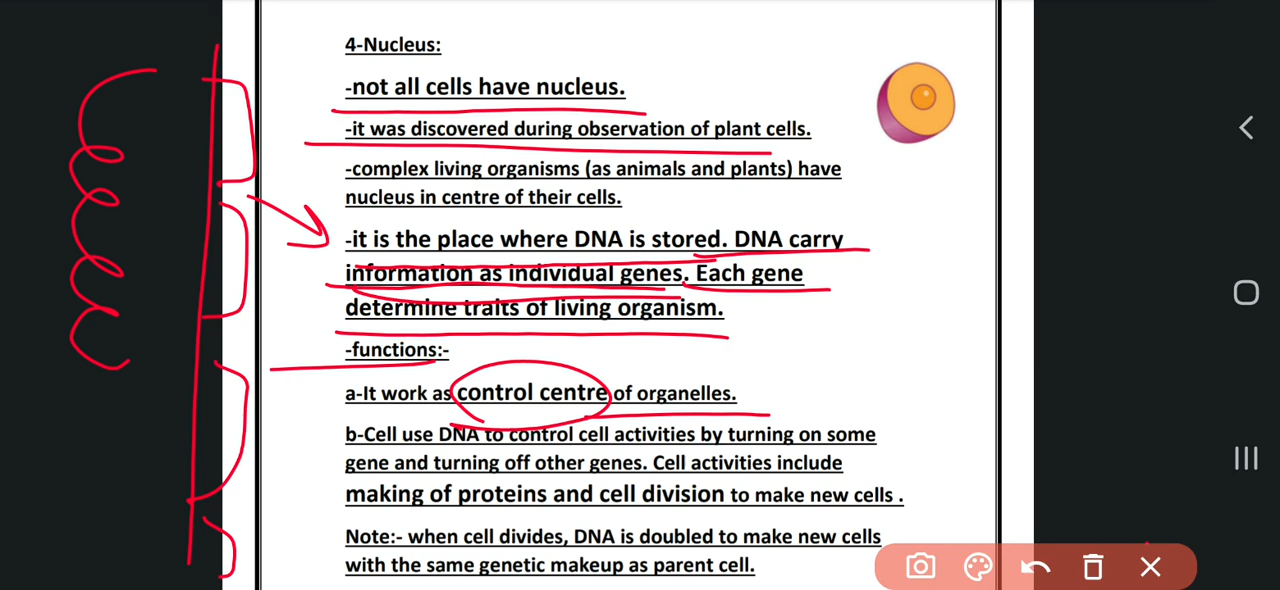 4-Nucleus:
-not all cells have nucleus.
-it was discovered during observation of plant cells.
-complex living organisms (as animals and plants) have
nucleus in centre of their cells.
-it is the place where DNA is stored. DNA carry
information as individual genes. Each gene
determine traits of living organism.
-functions:-
a-It work as control centre of organelles.
b-Cell use DNA to control cell activities by turning on some
gene and turning off other genes. Cell activities include
making of proteins and cell division to make new cells .
Note:- when cell divides, DNA is doubled to make new cells
with the same genetic makeup as parent cell.